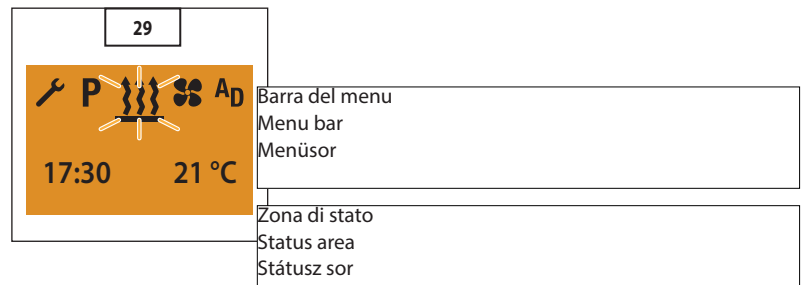 29
P AD
Barra del menu
Menu bar
Menüsor
17:30 21 °C
Zona di stato
Status area
Státusz sor